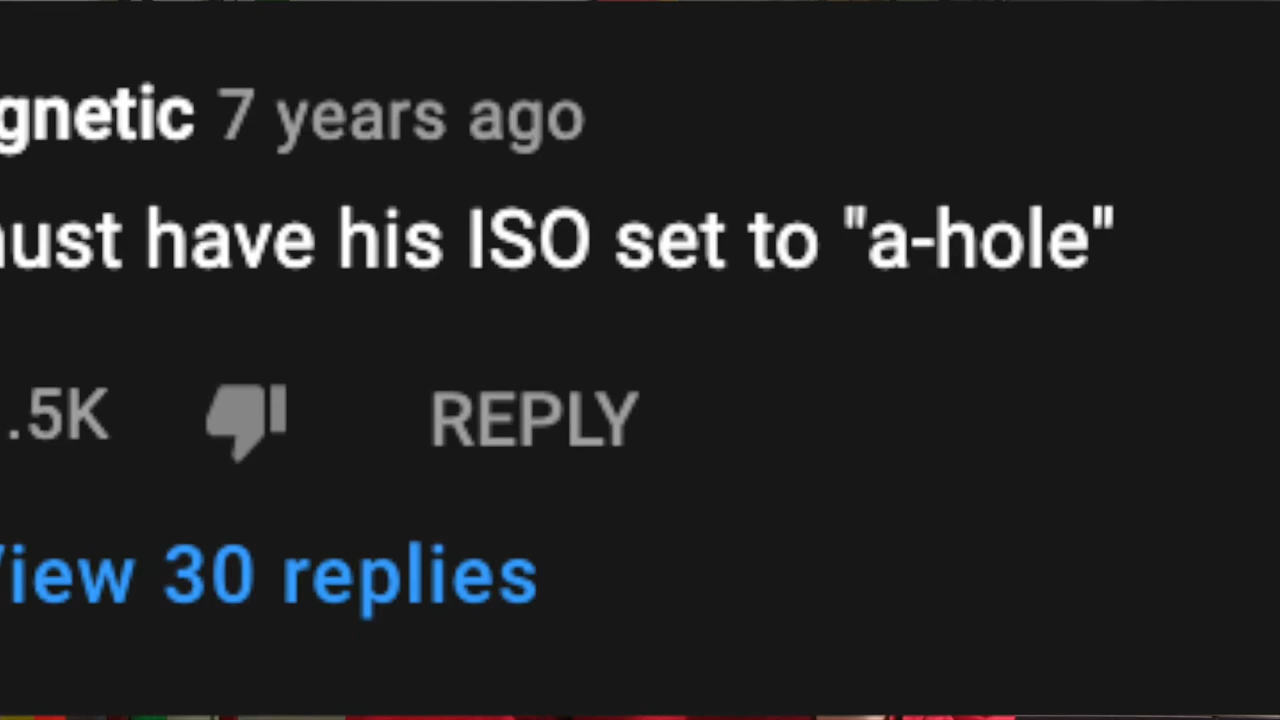 gnetic 7 years ago
ust have his ISO set to "a-hole"
.5K REPLY
iew 30 replies